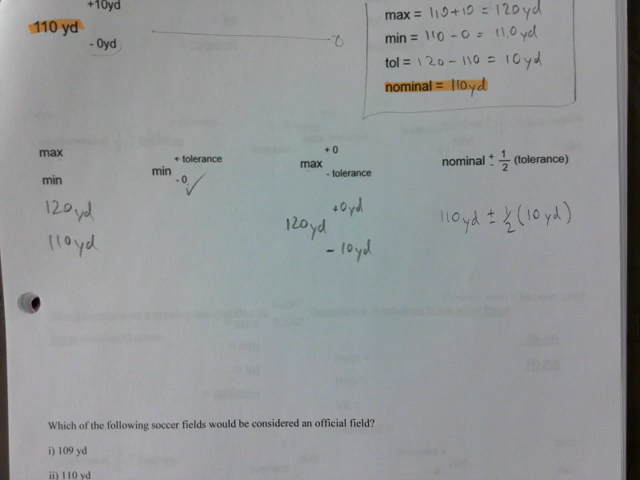 +10yd
110 yd
- 0yd
max = 110+10 = 120yd
min = 110 - 0 = 110yd
tol = 120 - 110 = 10yd
nominal = 110yd
max
min
120yd
110yd
+ tolerance
min
-0 ✓
+ 0
max
- tolerance
+0yd
120yd
- 10yd
nominal ± 1/2 (tolerance)
110yd ± 1/2 (10yd)
Which of the following soccer fields would be considered an official field?
i) 109 yd
ii) 110 yd